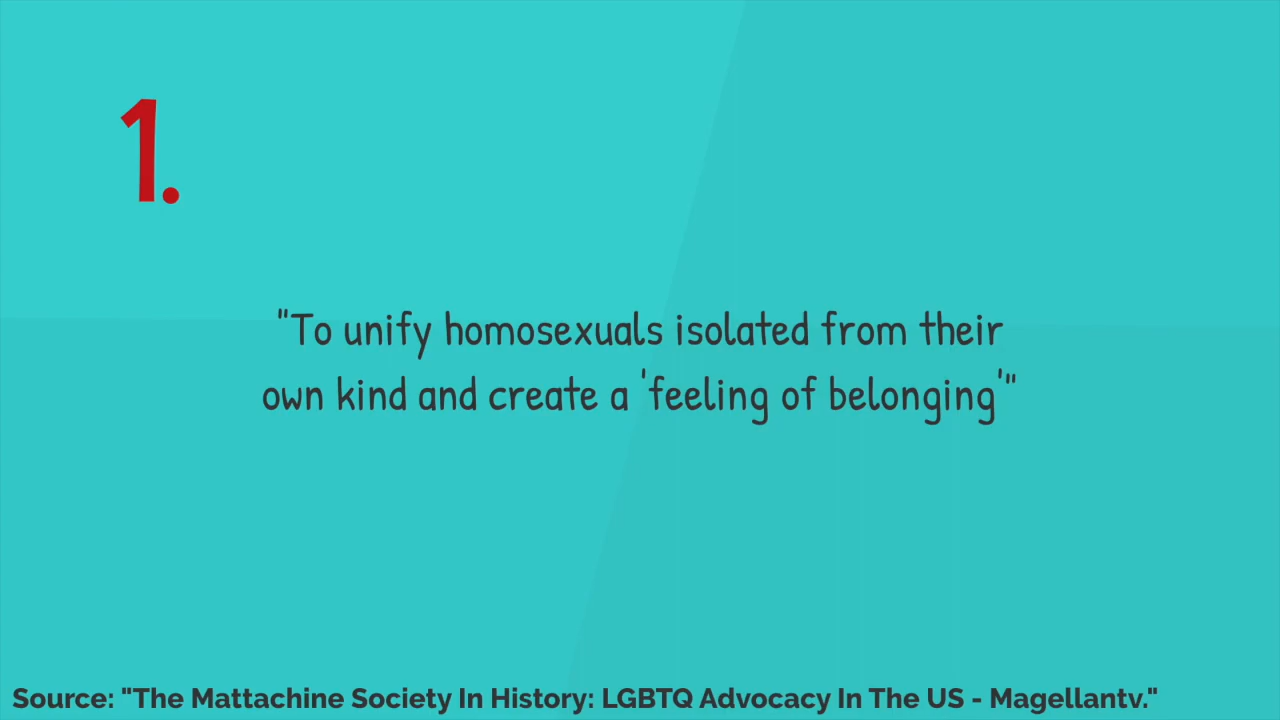 1.
"To unify homosexuals isolated from their
own kind and create a 'feeling of belonging'"
Source: "The Mattachine Society In History: LGBTQ Advocacy In The US - Magellantv."